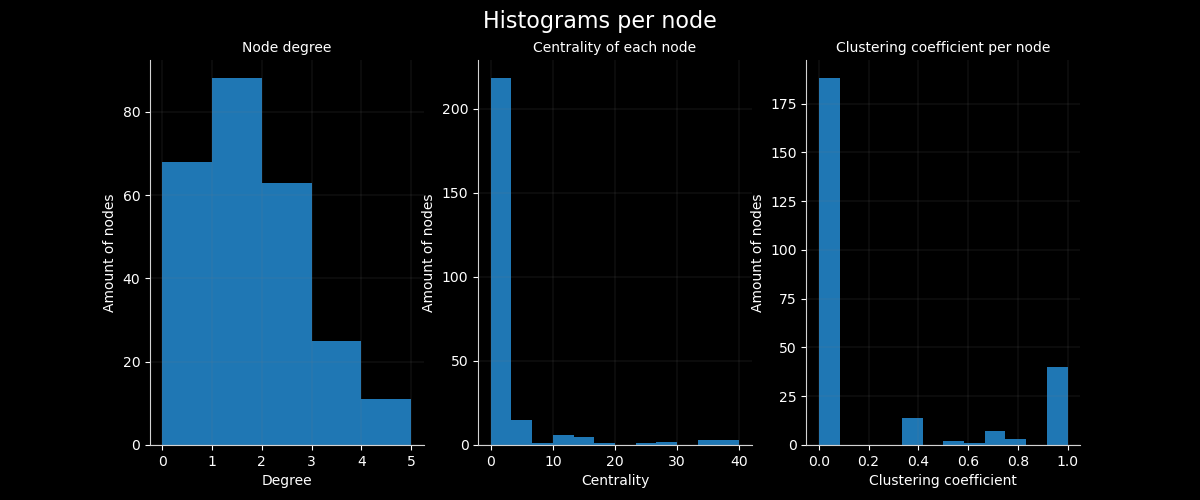 Histograms per node
Node degree
Amount of nodes
80
60
40
20
0
0 1 2 3 4 5
Degree
Centrality of each node
Amount of nodes
200
150
100
50
0
0 10 20 30 40
Centrality
Clustering coefficient per node
Amount of nodes
175
150
125
100
75
50
25
0
0.0 0.2 0.4 0.6 0.8 1.0
Clustering coefficient